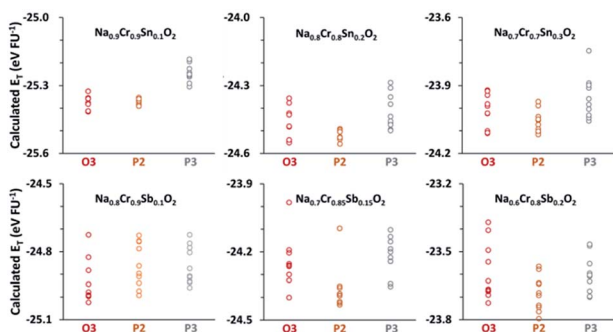 Calculated E_T (eV FU⁻¹)
-25.0
-25.3
-25.6
Na₀.₉Cr₀.₉Sn₀.₁O₂
O3 P2 P3
-24.0
-24.3
-24.6
Na₀.₈Cr₀.₈Sn₀.₂O₂
O3 P2 P3
-23.6
-23.9
-24.2
Na₀.₇Cr₀.₇Sn₀.₃O₂
O3 P2 P3
Calculated E_T (eV FU⁻¹)
-24.5
-24.8
-25.1
Na₀.₈Cr₀.₉Sb₀.₁O₂
O3 P2 P3
-23.9
-24.2
-24.5
Na₀.₇Cr₀.₈₅Sb₀.₁₅O₂
O3 P2 P3
-23.2
-23.5
-23.8
Na₀.₆Cr₀.₈Sb₀.₂O₂
O3 P2 P3